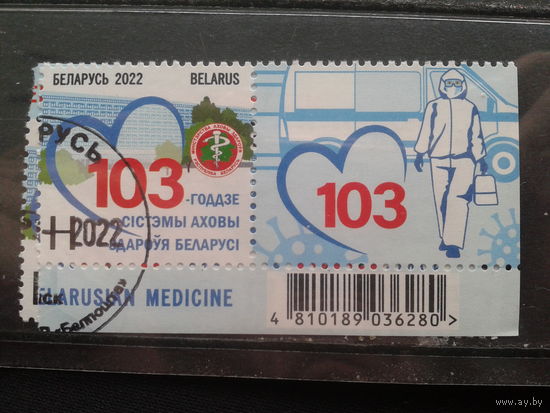 БЕЛАРУСЬ 2022 BELARUS
103-ГОДДЗЕ
СІСТЭМЫ АХОВЫ
ЗДАРОЎЯ БЕЛАРУСІ
РУСЬ
2022
103
LARUSIAN MEDICINE
4 810189 036280 >
www.ay.by